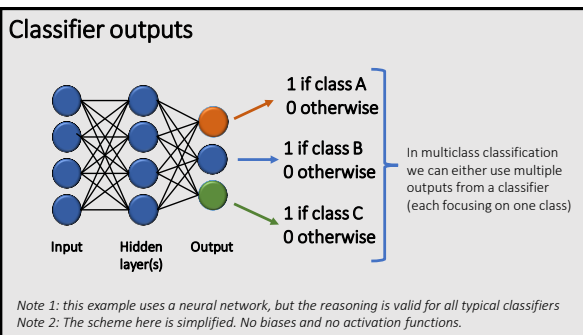 Classifier outputs
1 if class A
0 otherwise
1 if class B
0 otherwise
1 if class C
0 otherwise
In multiclass classification
we can either use multiple
outputs from a classifier
(each focusing on one class)
Input
Hidden
layer(s)
Output
Note 1: this example uses a neural network, but the reasoning is valid for all typical classifiers
Note 2: The scheme here is simplified. No biases and no activation functions.